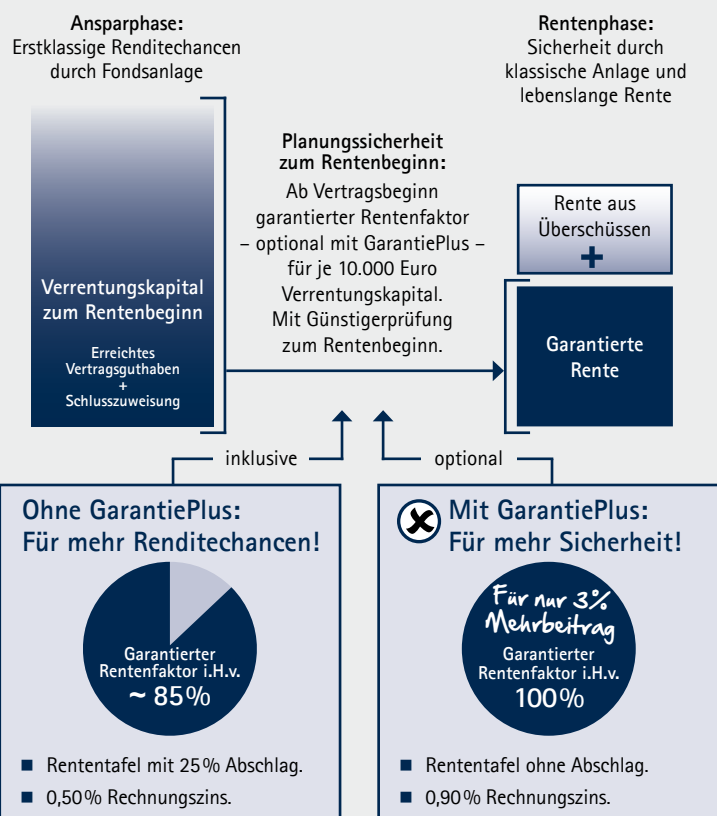 Ansparphase:
Erstklassige Renditechancen
durch Fondsanlage
Rentenphase:
Sicherheit durch
klassische Anlage und
lebenslange Rente
Verrentungskapital
zum Rentenbeginn
Erreichtes
Vertragsguthaben
+
Schlusszuweisung
Planungssicherheit
zum Rentenbeginn:
Ab Vertragsbeginn
garantierter Rentenfaktor
– optional mit GarantiePlus –
für je 10.000 Euro
Verrentungskapital.
Mit Günstigerprüfung
zum Rentenbeginn.
Rente aus
Überschüssen
+
Garantierte
Rente
inklusive
optional
Ohne GarantiePlus:
Für mehr Renditechancen!
Garantierter
Rentenfaktor i.H.v.
~ 85%
■ Rententafel mit 25% Abschlag.
■ 0,50% Rechnungszins.
Mit GarantiePlus:
Für mehr Sicherheit!
Für nur 3%
Mehrbeitrag
Garantierter
Rentenfaktor i.H.v.
100%
■ Rententafel ohne Abschlag.
■ 0,90% Rechnungszins.